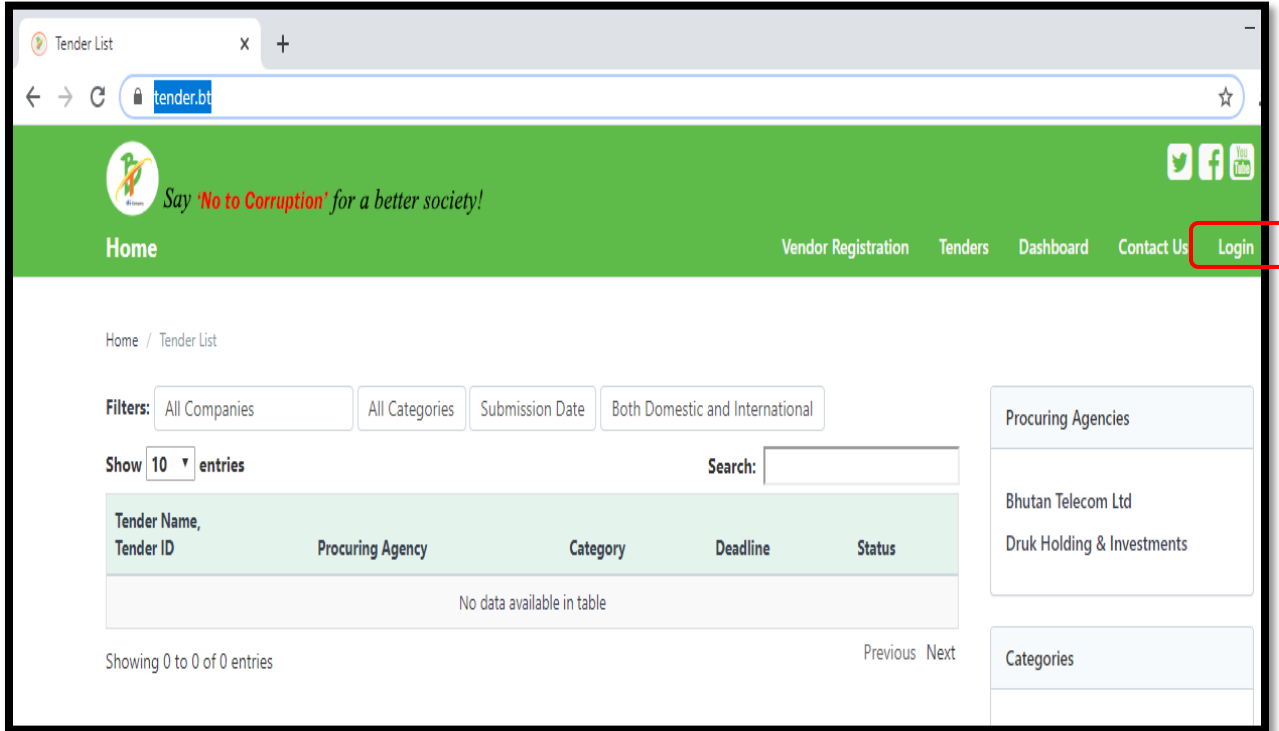 Tender List
tender.bt
You
Tube
Say 'No to Corruption' for a better society!
Home Vendor Registration Tenders Dashboard Contact Us Login
Home / Tender List
Filters: All Companies All Categories Submission Date Both Domestic and International
Show 10 entries Search:
Tender Name,
Tender ID Procuring Agency Category Deadline Status
No data available in table
Showing 0 to 0 of 0 entries Previous Next
Procuring Agencies
Bhutan Telecom Ltd
Druk Holding & Investments
Categories